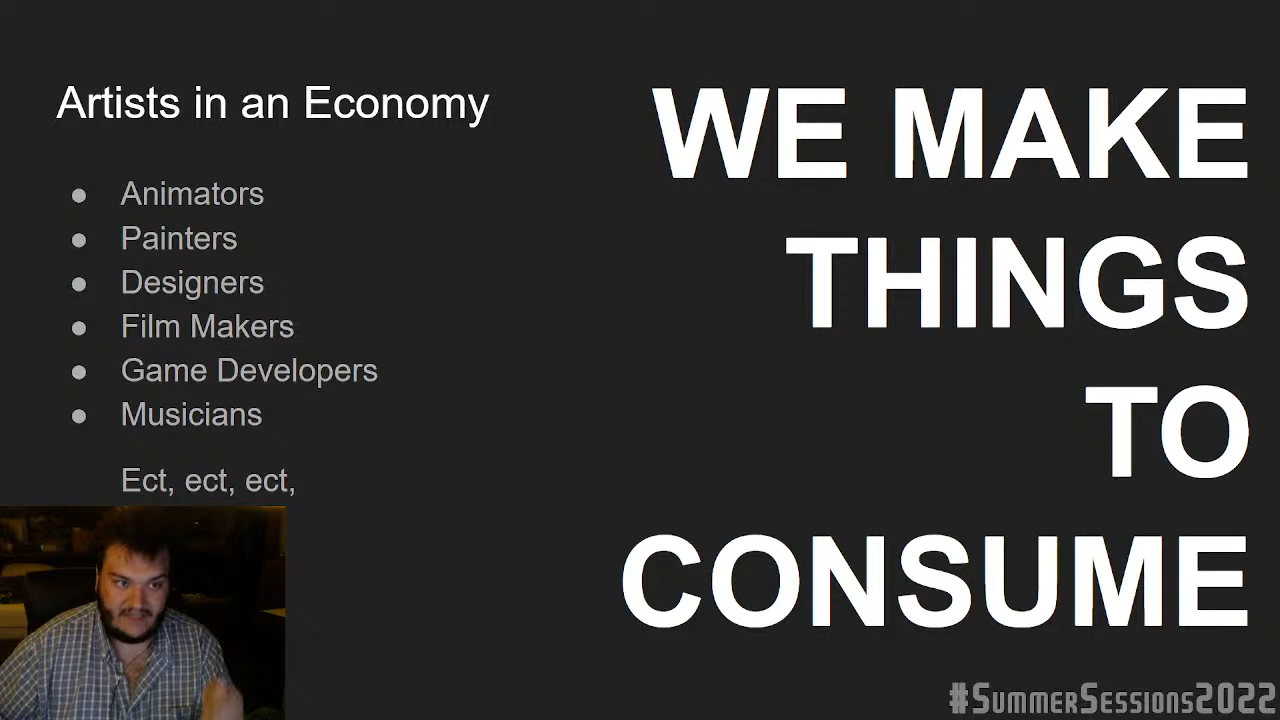 Artists in an Economy
Animators
Painters
Designers
Film Makers
Game Developers
Musicians
Ect, ect, ect,
WE MAKE
THINGS
TO
CONSUME
#SummerSessions2022